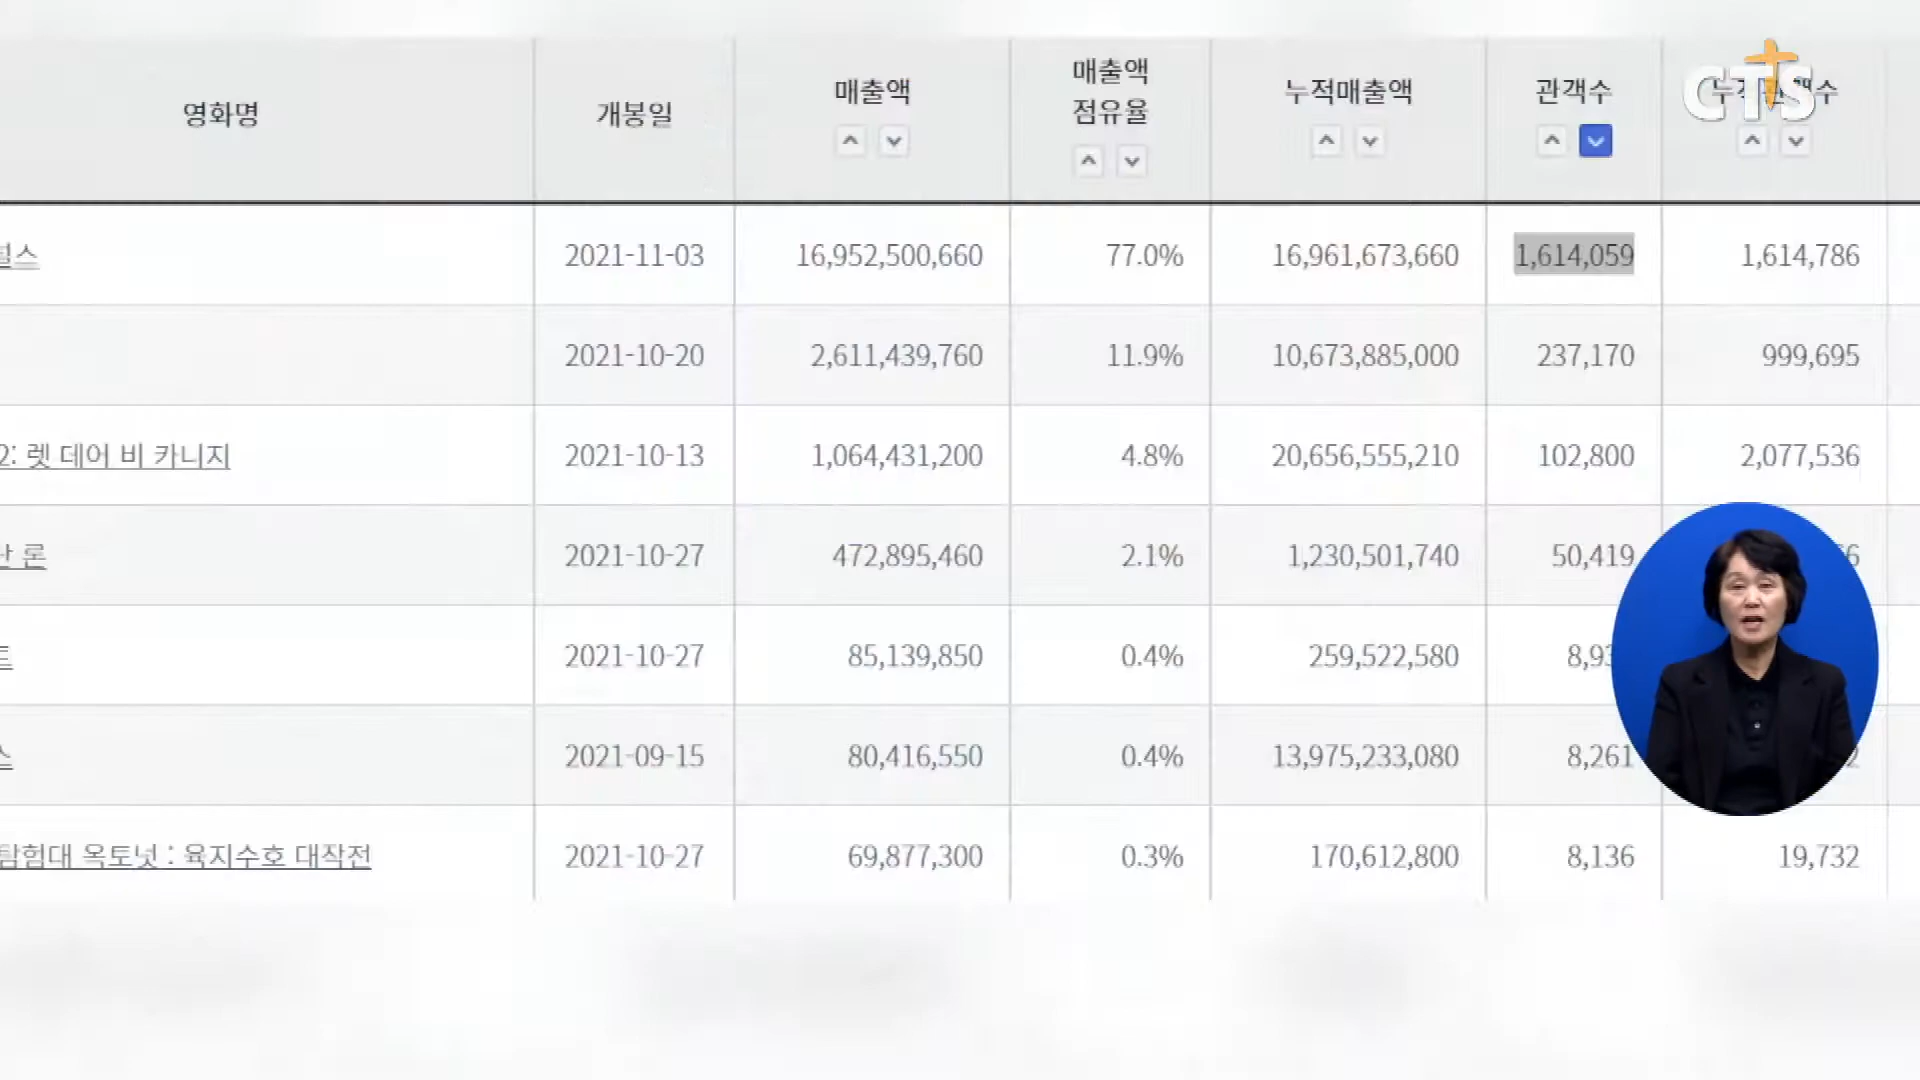 영화명 개봉일 매출액 매출액 점유율 누적매출액 관객수
CTS
널스 2021-11-03 16,952,500,660 77.0% 16,961,673,660 1,614,059 1,614,786
2021-10-20 2,611,439,760 11.9% 10,673,885,000 237,170 999,695
2: 렛 데어 비 카니지 2021-10-13 1,064,431,200 4.8% 20,656,555,210 102,800 2,077,536
론 2021-10-27 472,895,460 2.1% 1,230,501,740 50,419
2021-10-27 85,139,850 0.4% 259,522,580 8,93
2021-09-15 80,416,550 0.4% 13,975,233,080 8,261
탐험대 옥토넛 : 육지수호 대작전 2021-10-27 69,877,300 0.3% 170,612,800 8,136 19,732